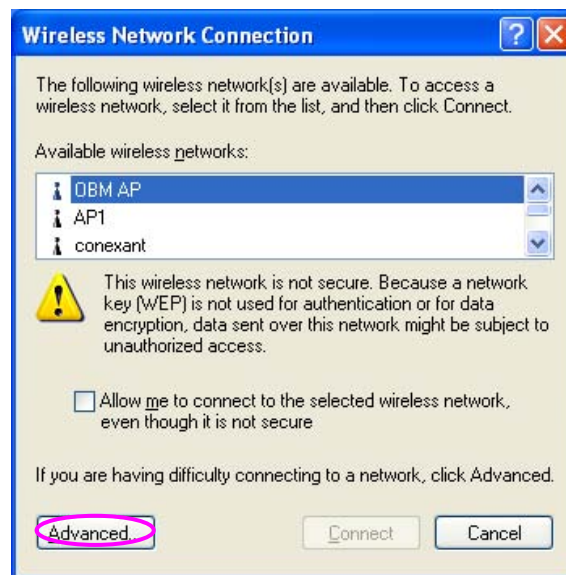 Wireless Network Connection
The following wireless network(s) are available. To access a
wireless network, select it from the list, and then click Connect.
Available wireless networks:
OBM AP
AP1
conexant
This wireless network is not secure. Because a network
key (WEP) is not used for authentication or for data
encryption, data sent over this network might be subject to
unauthorized access.
Allow me to connect to the selected wireless network,
even though it is not secure
If you are having difficulty connecting to a network, click Advanced.
Advanced... Connect Cancel